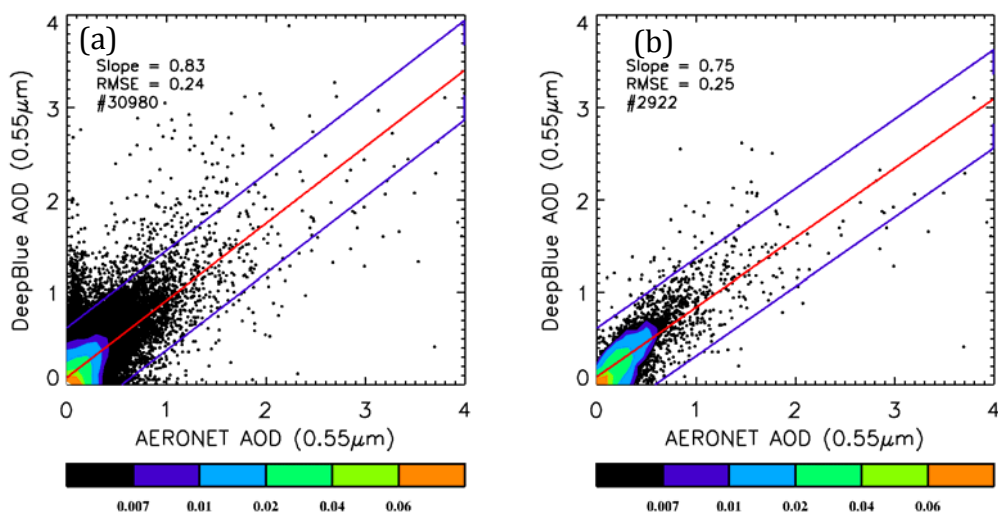 (a)
Slope = 0.83
RMSE = 0.24
#30980
DeepBlue AOD (0.55μm)
4
3
2
1
0
0 1 2 3 4
AERONET AOD (0.55μm)
0.007 0.01 0.02 0.04 0.06
(b)
Slope = 0.75
RMSE = 0.25
#2922
DeepBlue AOD (0.55μm)
4
3
2
1
0
0 1 2 3 4
AERONET AOD (0.55μm)
0.007 0.01 0.02 0.04 0.06